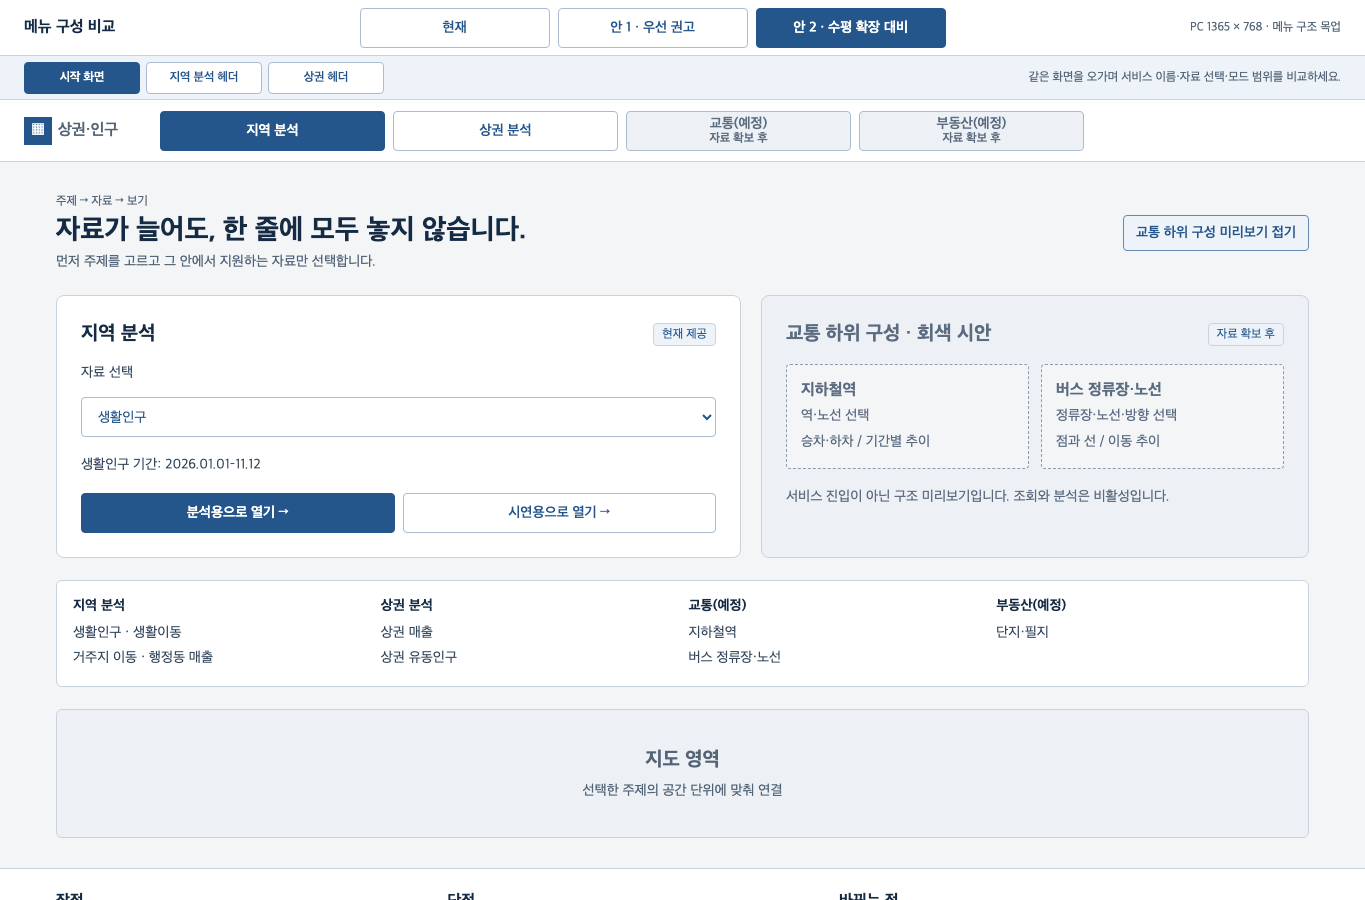 메뉴 구성 비교
현재
안 1 · 우선 권고
안 2 · 수평 확장 대비
PC 1365 × 768 · 메뉴 구조 목업
시작 화면
지역 분석 헤더
상권 헤더
같은 화면을 오가며 서비스 이름·자료 선택·모드 범위를 비교하세요.
상권·인구
지역 분석
상권 분석
교통(예정)
자료 확보 후
부동산(예정)
자료 확보 후
주제 → 자료 → 보기
자료가 늘어도, 한 줄에 모두 놓지 않습니다.
먼저 주제를 고르고 그 안에서 지원하는 자료만 선택합니다.
교통 하위 구성 미리보기 접기
지역 분석
현재 제공
자료 선택
생활인구
생활인구 기간: 2026.01.01-11.12
분석용으로 열기 →
시연용으로 열기 →
교통 하위 구성 · 회색 시안
자료 확보 후
지하철역
역·노선 선택
승차·하차 / 기간별 추이
버스 정류장·노선
정류장·노선·방향 선택
점과 선 / 이동 추이
서비스 진입이 아닌 구조 미리보기입니다. 조회와 분석은 비활성입니다.
지역 분석
생활인구 · 생활이동
거주지 이동 · 행정동 매출
상권 분석
상권 매출
상권 유동인구
교통(예정)
지하철역
버스 정류장·노선
부동산(예정)
단지·필지
지도 영역
선택한 주제의 공간 단위에 맞춰 연결
장점
단점
바뀌는 점